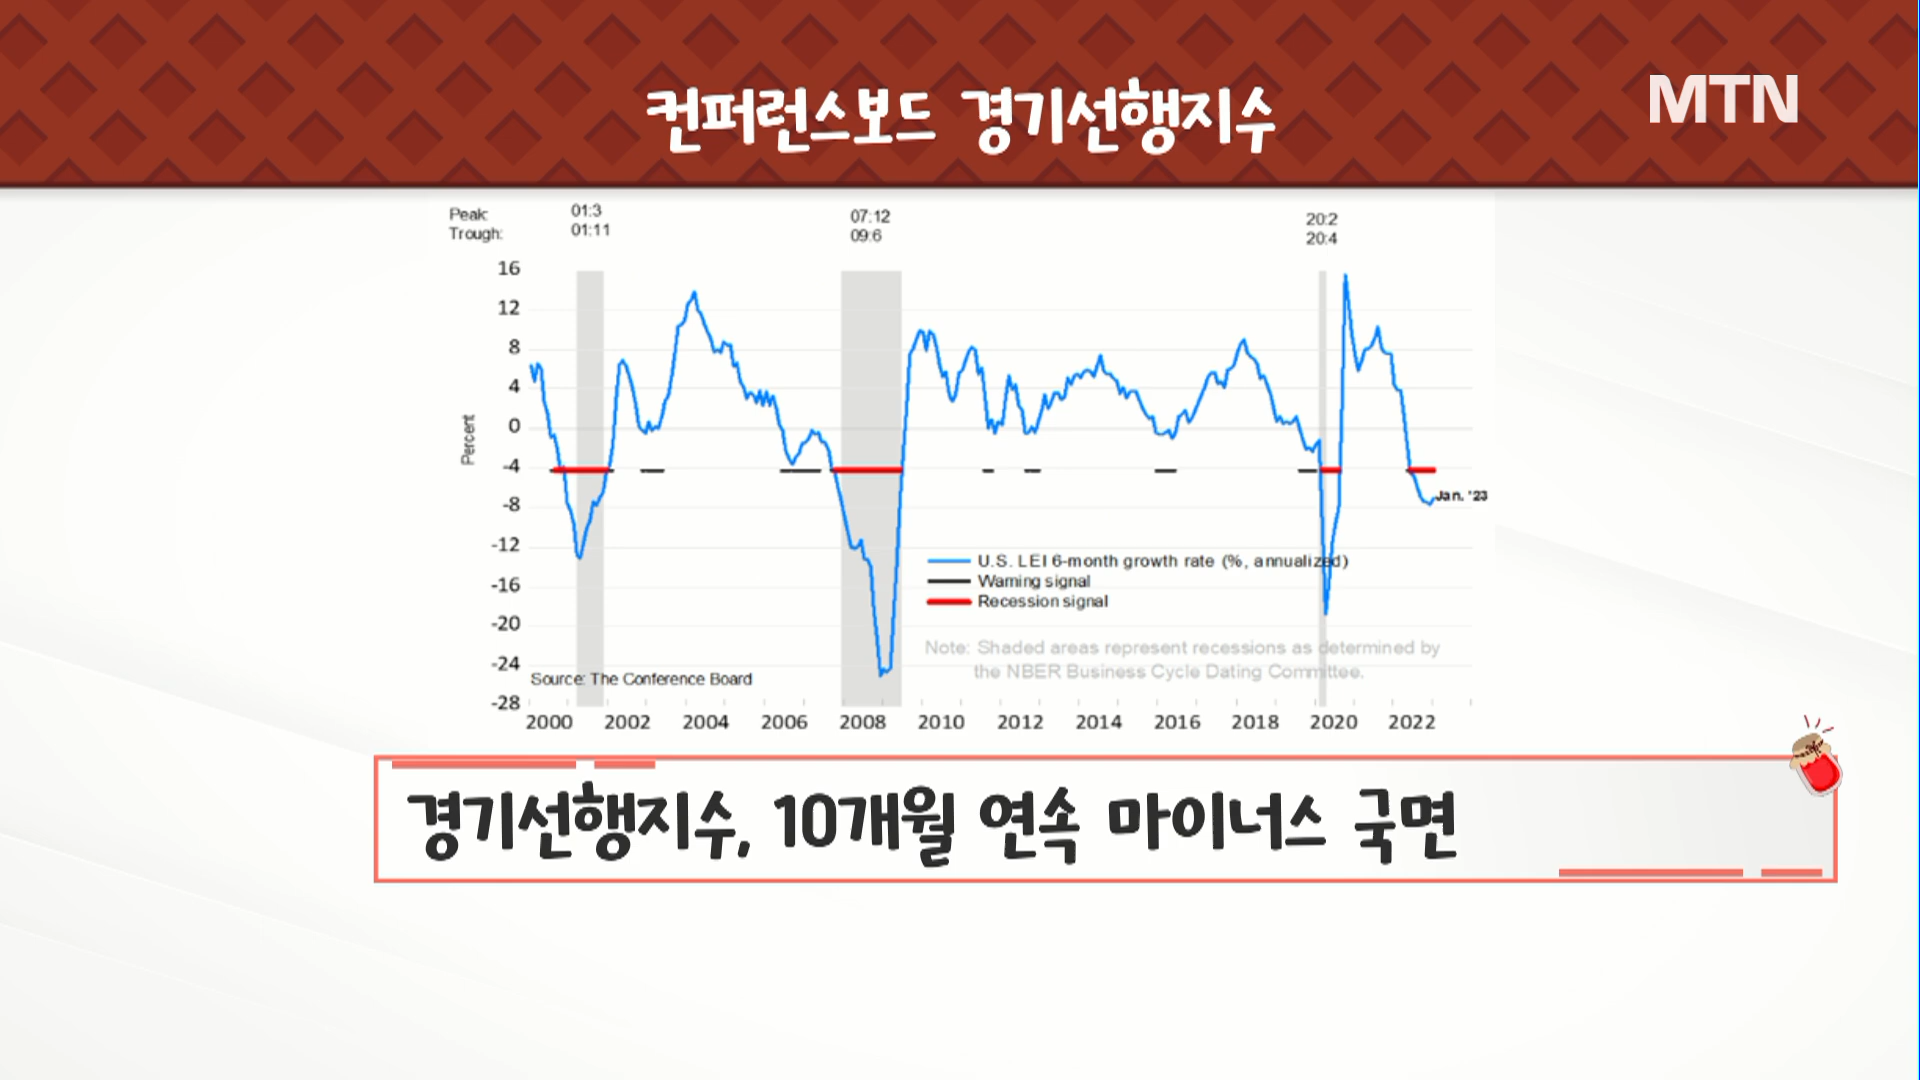 컨퍼런스보드 경기선행지수
MTN
Peak: 01:3 07:12 20:2
Trough: 01:11 09:6 20:4
16
12
8
4
0
-4
-8
-12
-16
-20
-24
-28
Percent
Jan. '23
U.S. LEI 6-month growth rate (%, annualized)
Warning signal
Recession signal
Note: Shaded areas represent recessions as determined by
the NBER Business Cycle Dating Committee.
Source: The Conference Board
2000 2002 2004 2006 2008 2010 2012 2014 2016 2018 2020 2022
경기선행지수, 10개월 연속 마이너스 국면